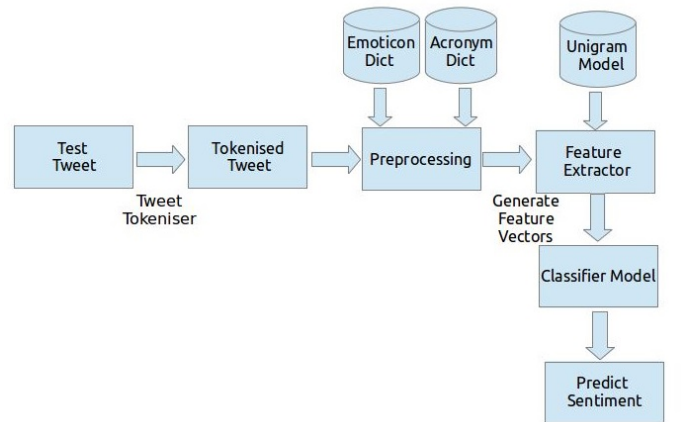 Emoticon
Dict
Acronym
Dict
Unigram
Model
Test
Tweet
Tokenised
Tweet
Preprocessing
Feature
Extractor
Tweet
Tokeniser
Generate
Feature
Vectors
Classifier Model
Predict
Sentiment